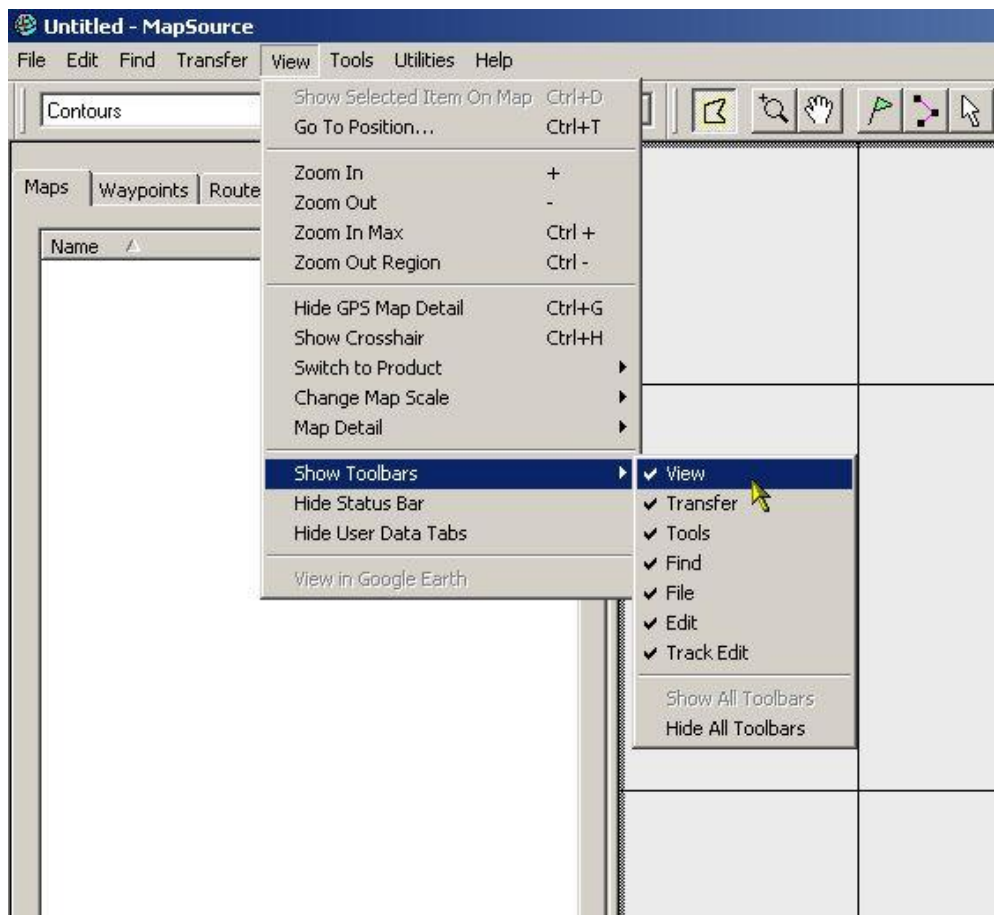 Untitled - MapSource
File Edit Find Transfer View Tools Utilities Help
Contours
Show Selected Item On Map Ctrl+D
Go To Position... Ctrl+T
Maps Waypoints Route
Name
Zoom In +
Zoom Out -
Zoom In Max Ctrl +
Zoom Out Region Ctrl -
Hide GPS Map Detail Ctrl+G
Show Crosshair Ctrl+H
Switch to Product
Change Map Scale
Map Detail
Show Toolbars
Hide Status Bar
Hide User Data Tabs
View in Google Earth
View
Transfer
Tools
Find
File
Edit
Track Edit
Show All Toolbars
Hide All Toolbars